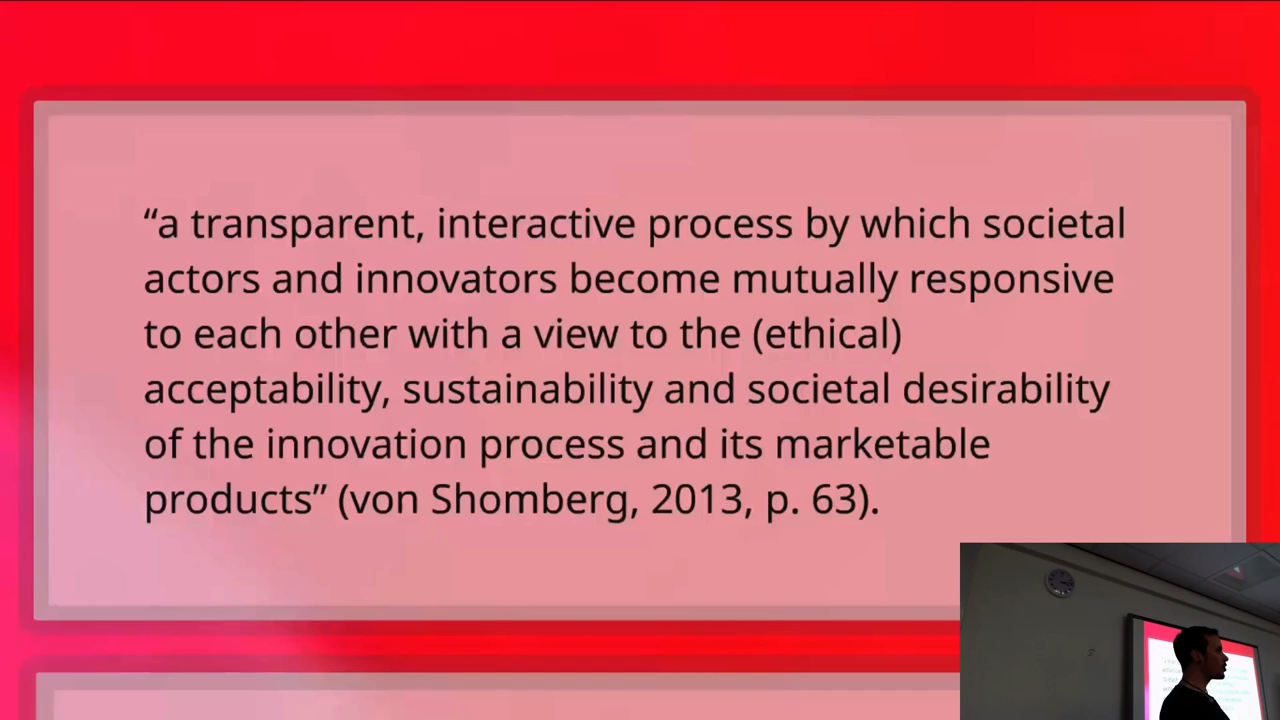 “a transparent, interactive process by which societal
actors and innovators become mutually responsive
to each other with a view to the (ethical)
acceptability, sustainability and societal desirability
of the innovation process and its marketable
products” (von Shomberg, 2013, p. 63).